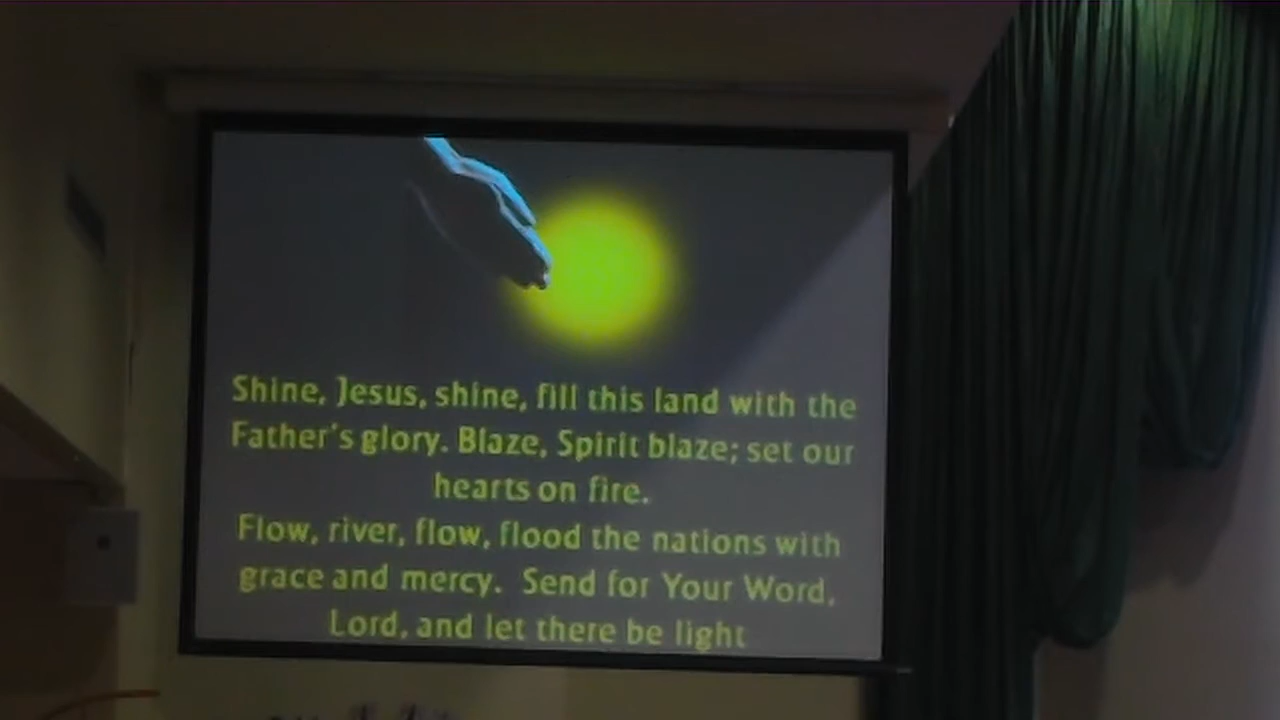 Shine, Jesus, shine, fill this land with the
Father's glory. Blaze, Spirit blaze; set our
hearts on fire.
Flow, river, flow, flood the nations with
grace and mercy.  Send for Your Word,
Lord, and let there be light